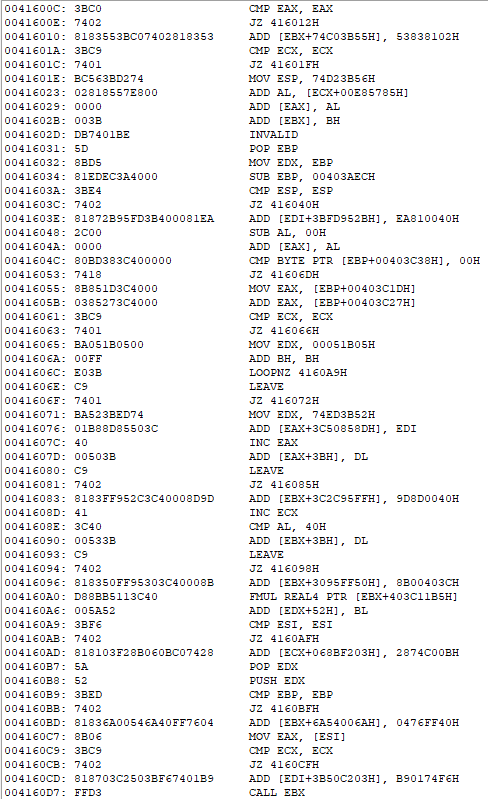 0041600C: 3BC0 CMP EAX, EAX
0041600E: 7402 JZ 416012H
00416010: 8183553BC07402818353 ADD [EBX+74C03B55H], 53838102H
0041601A: 3BC9 CMP ECX, ECX
0041601C: 7401 JZ 41601FH
0041601E: BC563BD274 MOV ESP, 74D23B56H
00416023: 02818557E800 ADD AL, [ECX+00E85785H]
00416029: 0000 ADD [EAX], AL
0041602B: 003B ADD [EBX], BH
0041602D: DB7401BE INVALID
00416031: 5D POP EBP
00416032: 8BD5 MOV EDX, EBP
00416034: 81EDEC3A4000 SUB EBP, 00403AECH
0041603A: 3BE4 CMP ESP, ESP
0041603C: 7402 JZ 416040H
0041603E: 81872B95FD3B400081EA ADD [EDI+3BFD952BH], EA810040H
00416048: 2C00 SUB AL, 00H
0041604A: 0000 ADD [EAX], AL
0041604C: 80BD383C400000 CMP BYTE PTR [EBP+00403C38H], 00H
00416053: 7418 JZ 41606DH
00416055: 8B851D3C4000 MOV EAX, [EBP+00403C1DH]
0041605B: 0385273C4000 ADD EAX, [EBP+00403C27H]
00416061: 3BC9 CMP ECX, ECX
00416063: 7401 JZ 416066H
00416065: BA051B0500 MOV EDX, 00051B05H
0041606A: 00FF ADD BH, BH
0041606C: E03B LOOPNZ 4160A9H
0041606E: C9 LEAVE
0041606F: 7401 JZ 416072H
00416071: BA523BED74 MOV EDX, 74ED3B52H
00416076: 01B88D85503C ADD [EAX+3C50858DH], EDI
0041607C: 40 INC EAX
0041607D: 00503B ADD [EAX+3BH], DL
00416080: C9 LEAVE
00416081: 7402 JZ 416085H
00416083: 8183FF952C3C40008D9D ADD [EBX+3C2C95FFH], 9D8D0040H
0041608D: 41 INC ECX
0041608E: 3C40 CMP AL, 40H
00416090: 00533B ADD [EBX+3BH], DL
00416093: C9 LEAVE
00416094: 7402 JZ 416098H
00416096: 818350FF95303C40008B ADD [EBX+3095FF50H], 8B00403CH
004160A0: D88BB5113C40 FMUL REAL4 PTR [EBX+403C11B5H]
004160A6: 005A52 ADD [EDX+52H], BL
004160A9: 3BF6 CMP ESI, ESI
004160AB: 7402 JZ 4160AFH
004160AD: 818103F28B060BC07428 ADD [ECX+068BF203H], 2874C00BH
004160B7: 5A POP EDX
004160B8: 52 PUSH EDX
004160B9: 3BED CMP EBP, EBP
004160BB: 7402 JZ 4160BFH
004160BD: 81836A00546A40FF7604 ADD [EBX+6A54006AH], 0476FF40H
004160C7: 8B06 MOV EAX, [ESI]
004160C9: 3BC9 CMP ECX, ECX
004160CB: 7402 JZ 4160CFH
004160CD: 818703C2503BF67401B9 ADD [EDI+3B50C203H], B90174F6H
004160D7: FFD3 CALL EBX